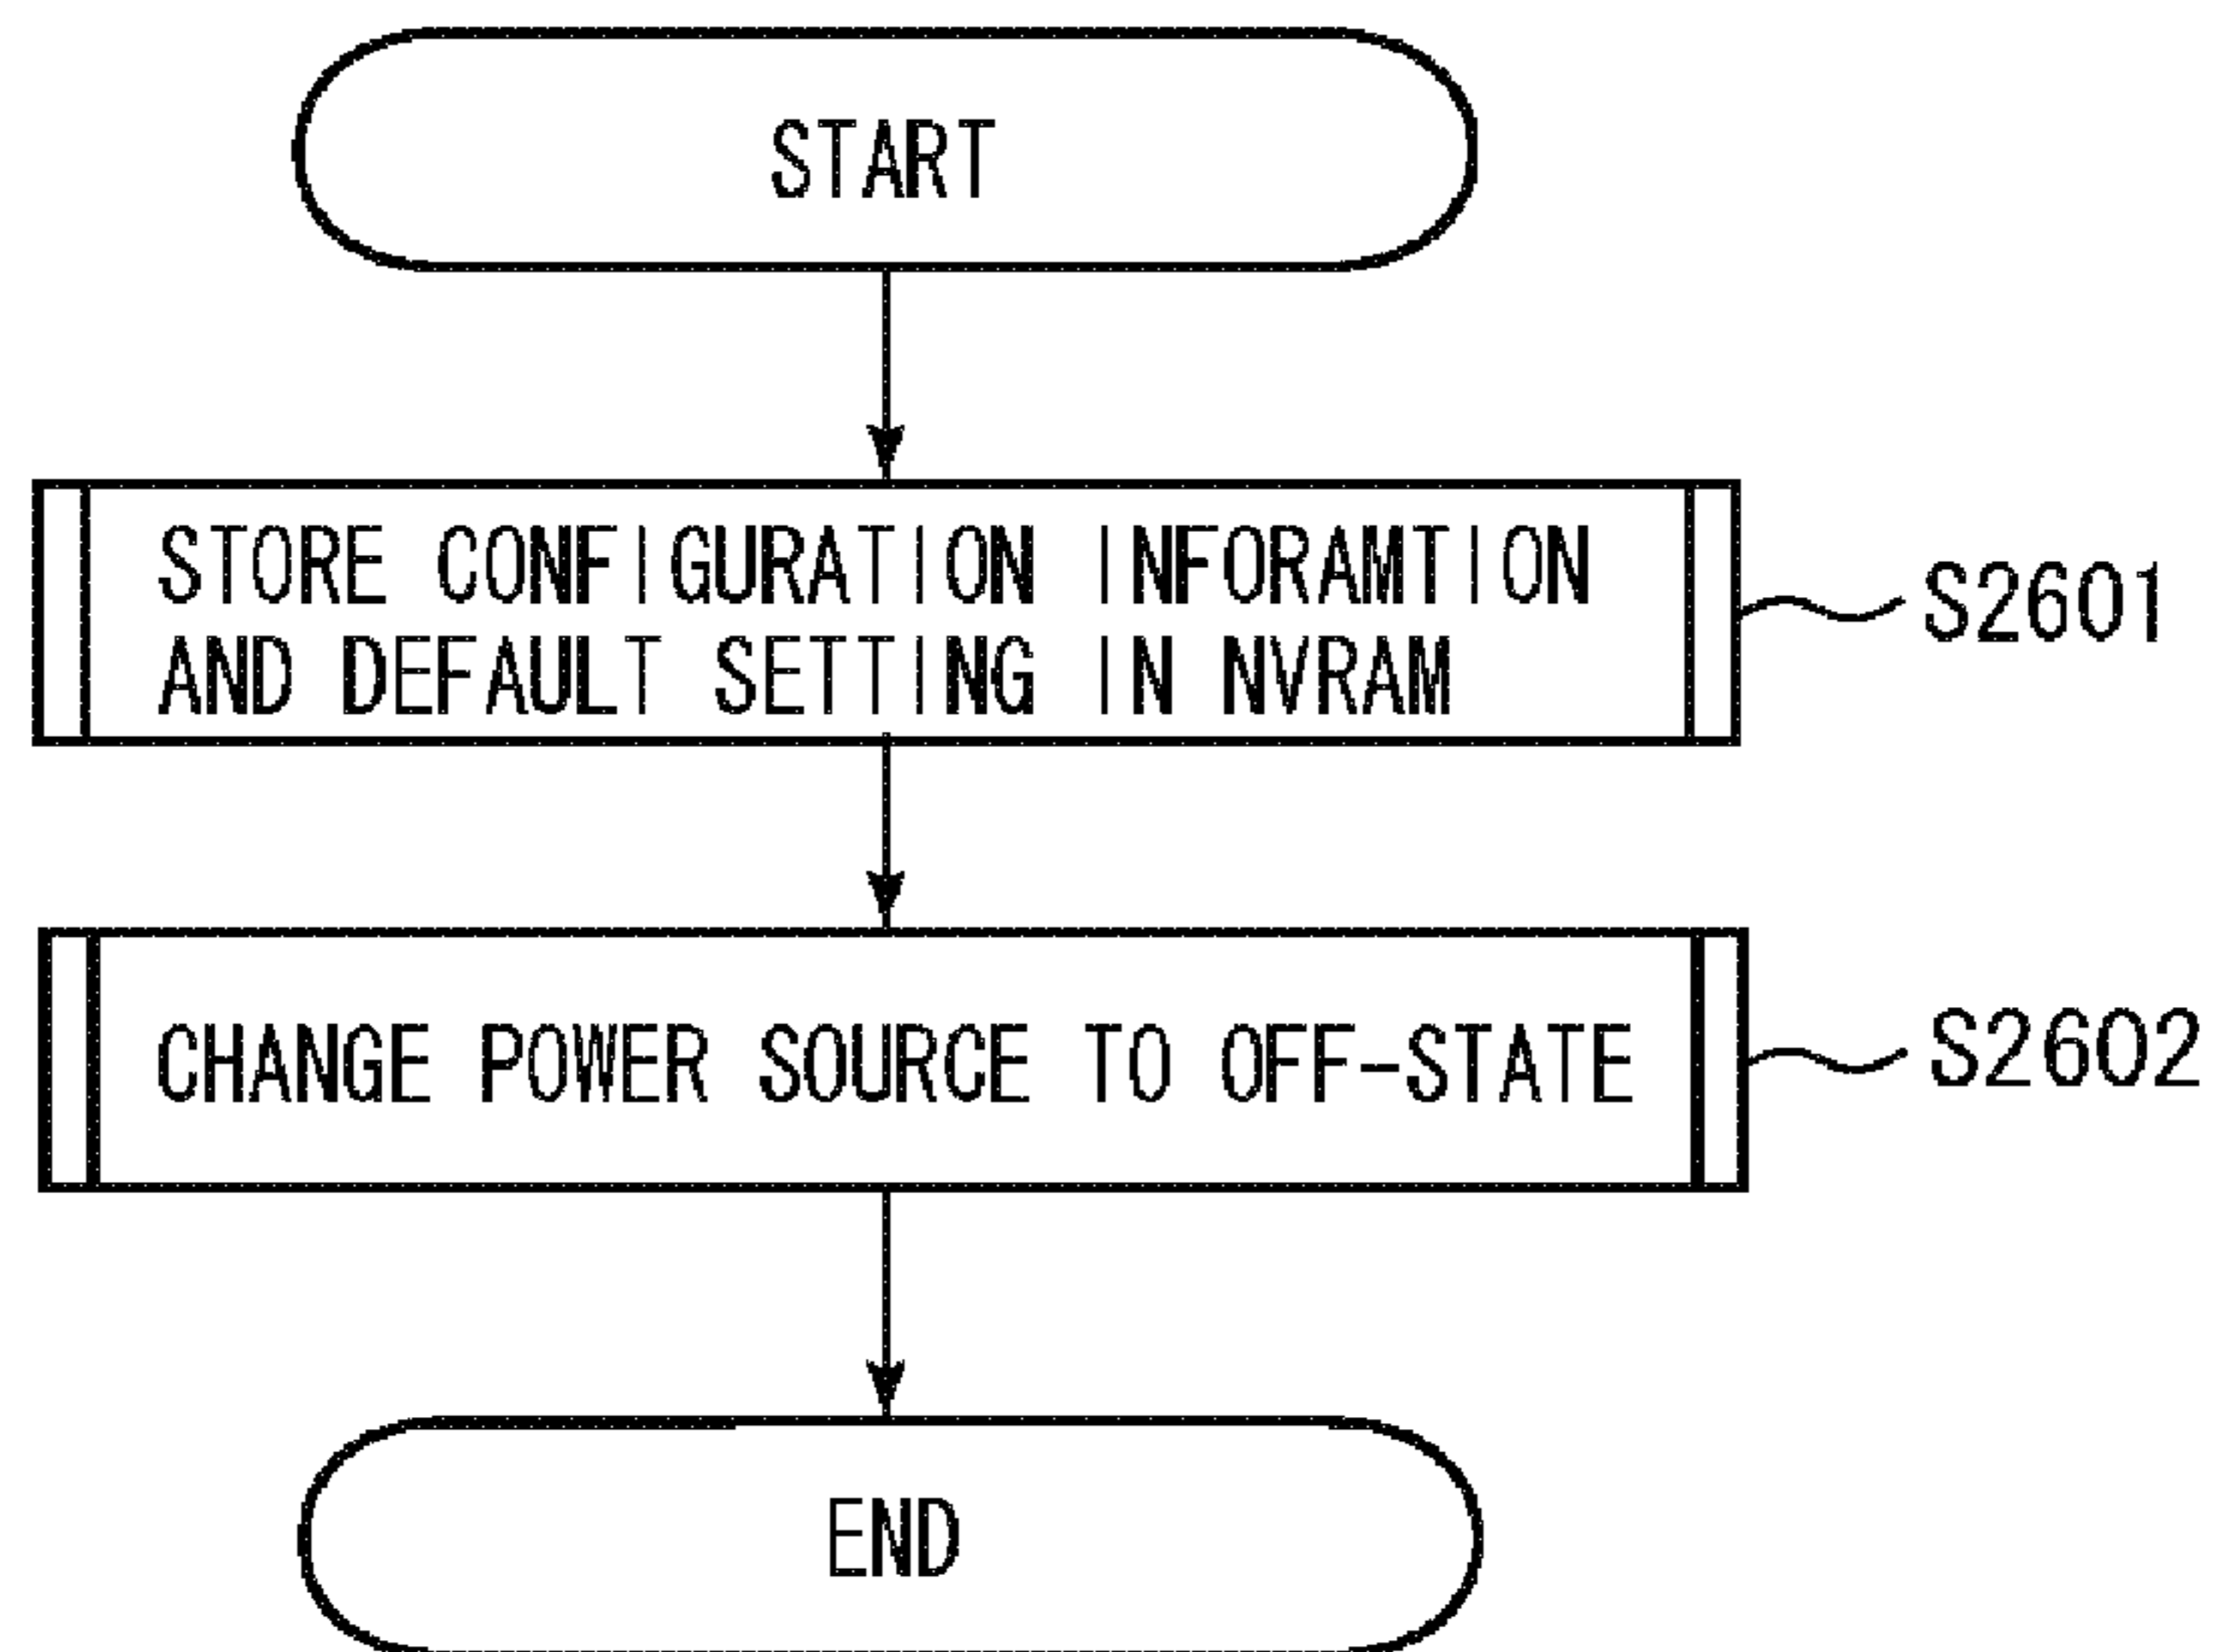 START
STORE CONFIGURATION INFORAMTION
AND DEFAULT SETTING IN NVRAM
S2601
CHANGE POWER SOURCE TO OFF-STATE
S2602
END